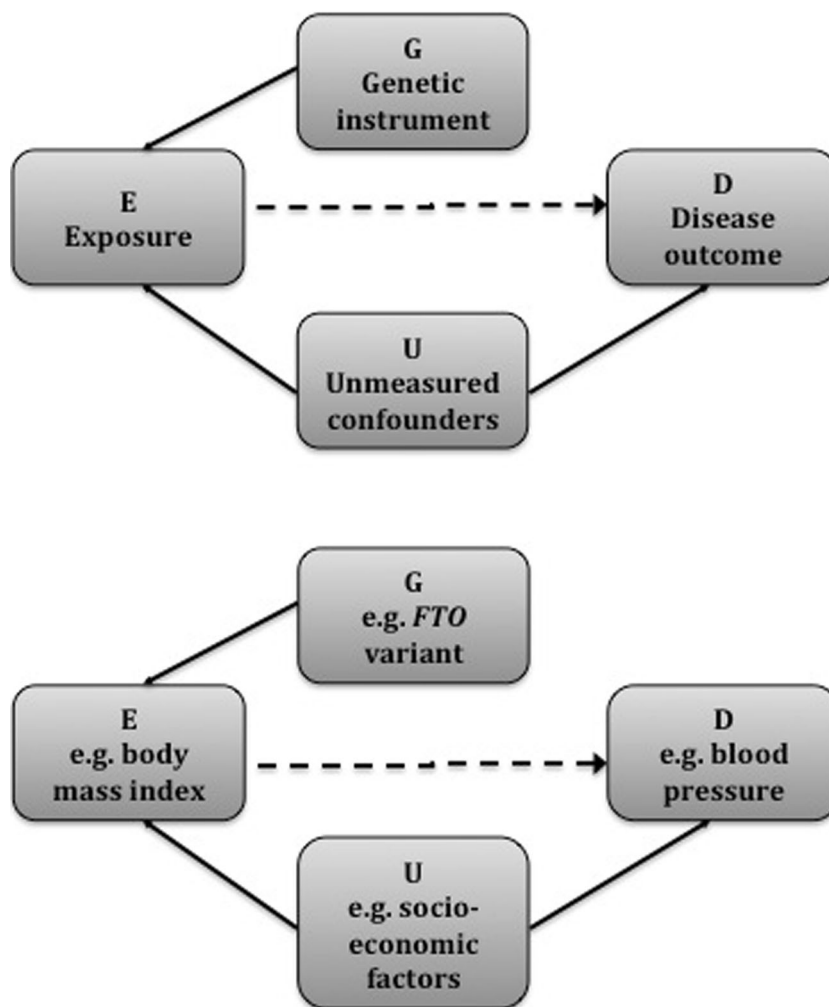 G
Genetic
instrument
E
Exposure
D
Disease
outcome
U
Unmeasured
confounders
G
e.g. FTO
variant
E
e.g. body
mass index
D
e.g. blood
pressure
U
e.g. socio-
economic
factors